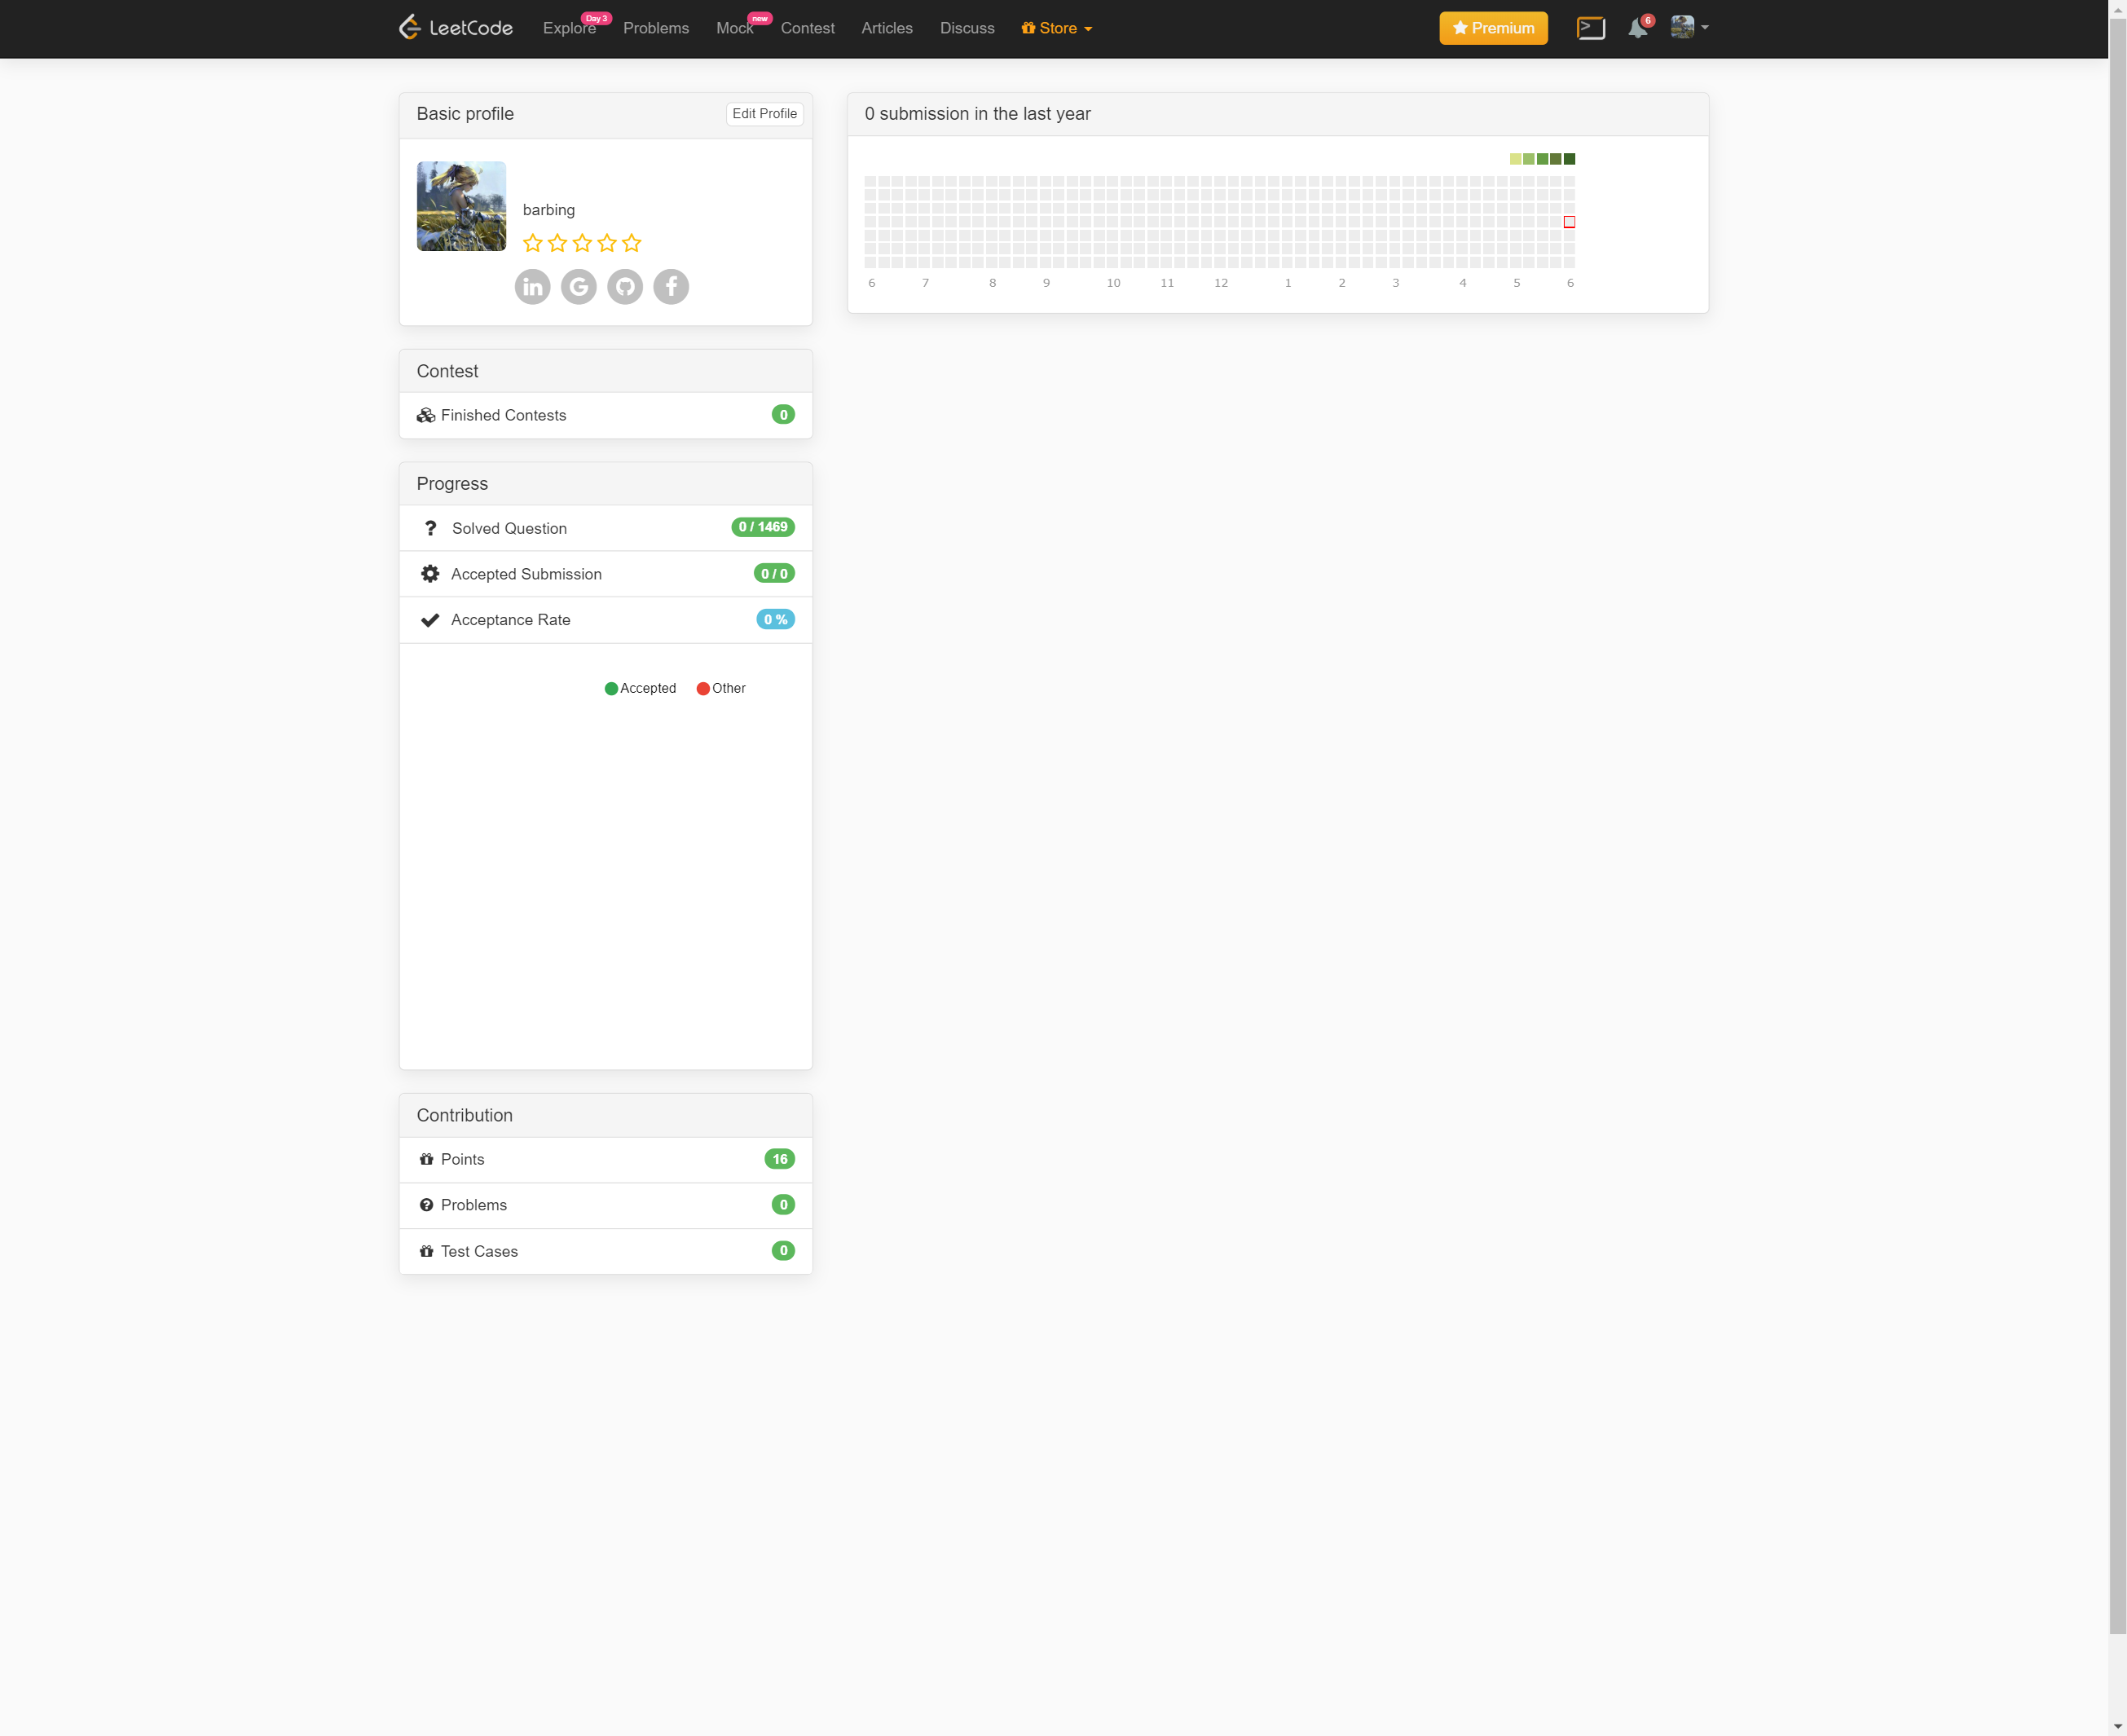 LeetCode Explore Day 3 Problems Mock new Contest Articles Discuss Store Premium 6
Basic profile Edit Profile
barbing
Contest
Finished Contests 0
Progress
Solved Question 0 / 1469
Accepted Submission 0 / 0
Acceptance Rate 0 %
Accepted Other
Contribution
Points 16
Problems 0
Test Cases 0
0 submission in the last year
6 7 8 9 10 11 12 1 2 3 4 5 6